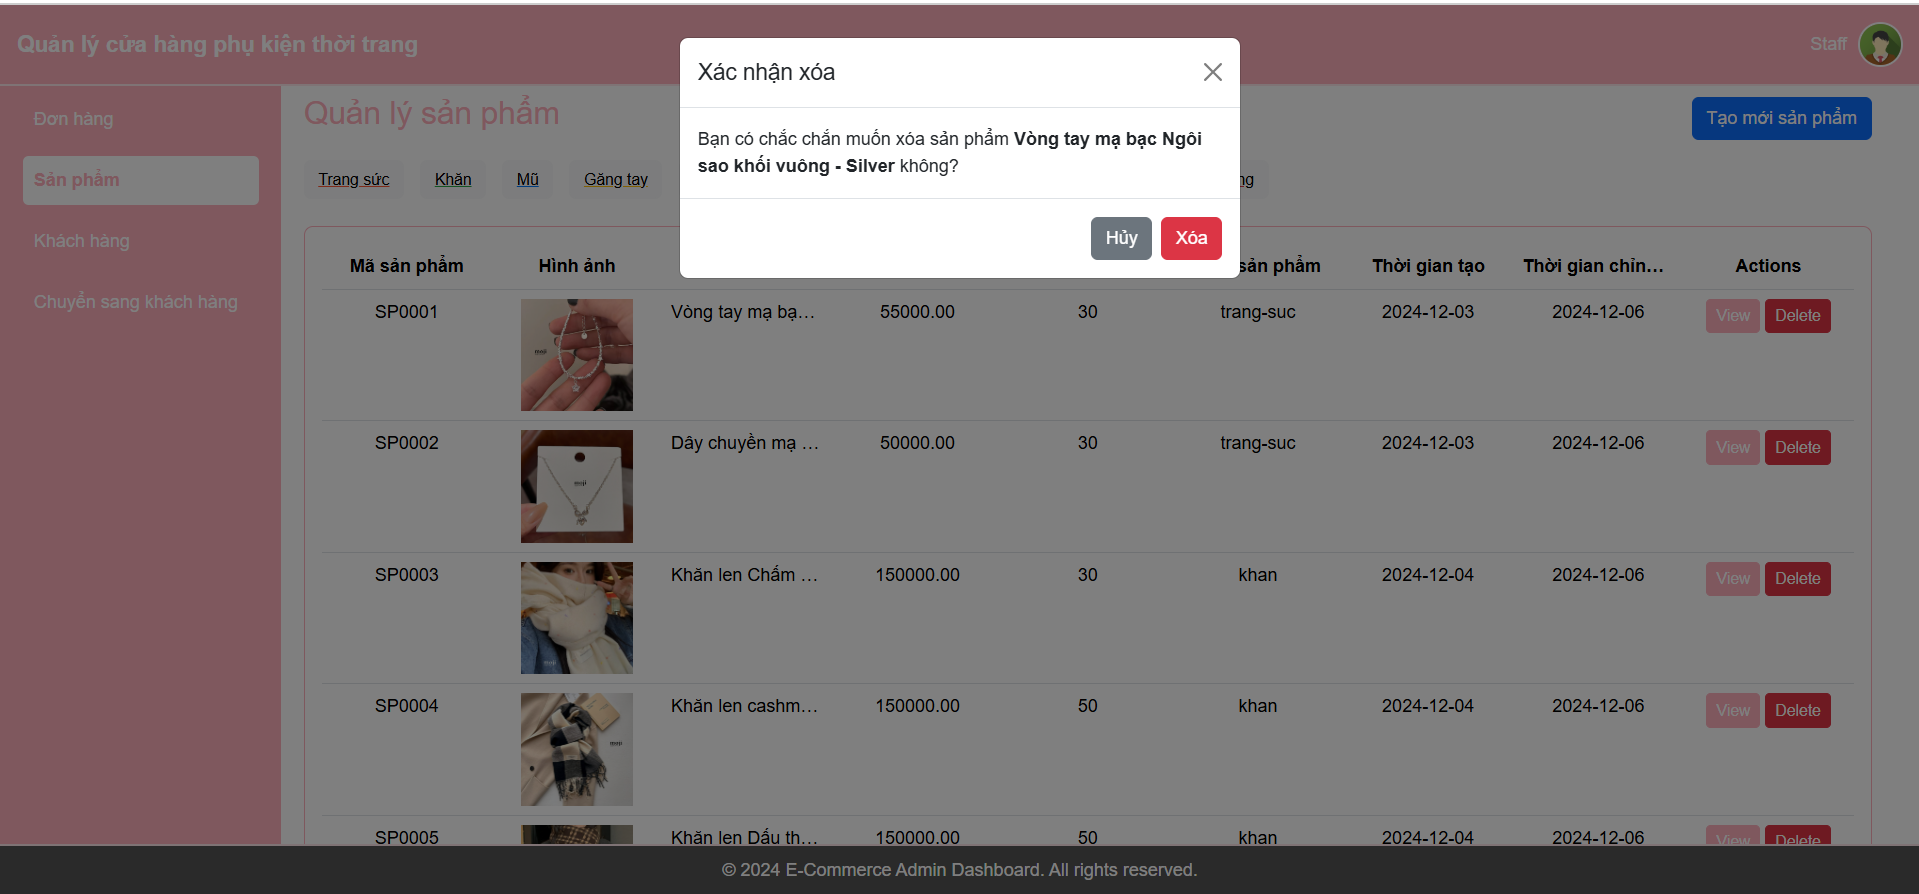 Quản lý cửa hàng phụ kiện thời trang
Staff
Xác nhận xóa
Bạn có chắc chắn muốn xóa sản phẩm Vòng tay mạ bạc Ngôi
sao khối vuông - Silver không?
Hủy
Xóa
Đơn hàng
Sản phẩm
Khách hàng
Chuyển sang khách hàng
Quản lý sản phẩm
Tạo mới sản phẩm
Trang sức
Khăn
Mũ
Găng tay
Mã sản phẩm
Hình ảnh
sản phẩm
Thời gian tạo
Thời gian chỉn...
Actions
SP0001
Vòng tay mạ bạ...
55000.00
30
trang-suc
2024-12-03
2024-12-06
View
Delete
SP0002
Dây chuyền mạ ...
50000.00
30
trang-suc
2024-12-03
2024-12-06
View
Delete
SP0003
Khăn len Chấm ...
150000.00
30
khan
2024-12-04
2024-12-06
View
Delete
SP0004
Khăn len cashm...
150000.00
50
khan
2024-12-04
2024-12-06
View
Delete
SP0005
Khăn len Dấu th...
150000.00
50
khan
2024-12-04
2024-12-06
View
Delete
© 2024 E-Commerce Admin Dashboard. All rights reserved.